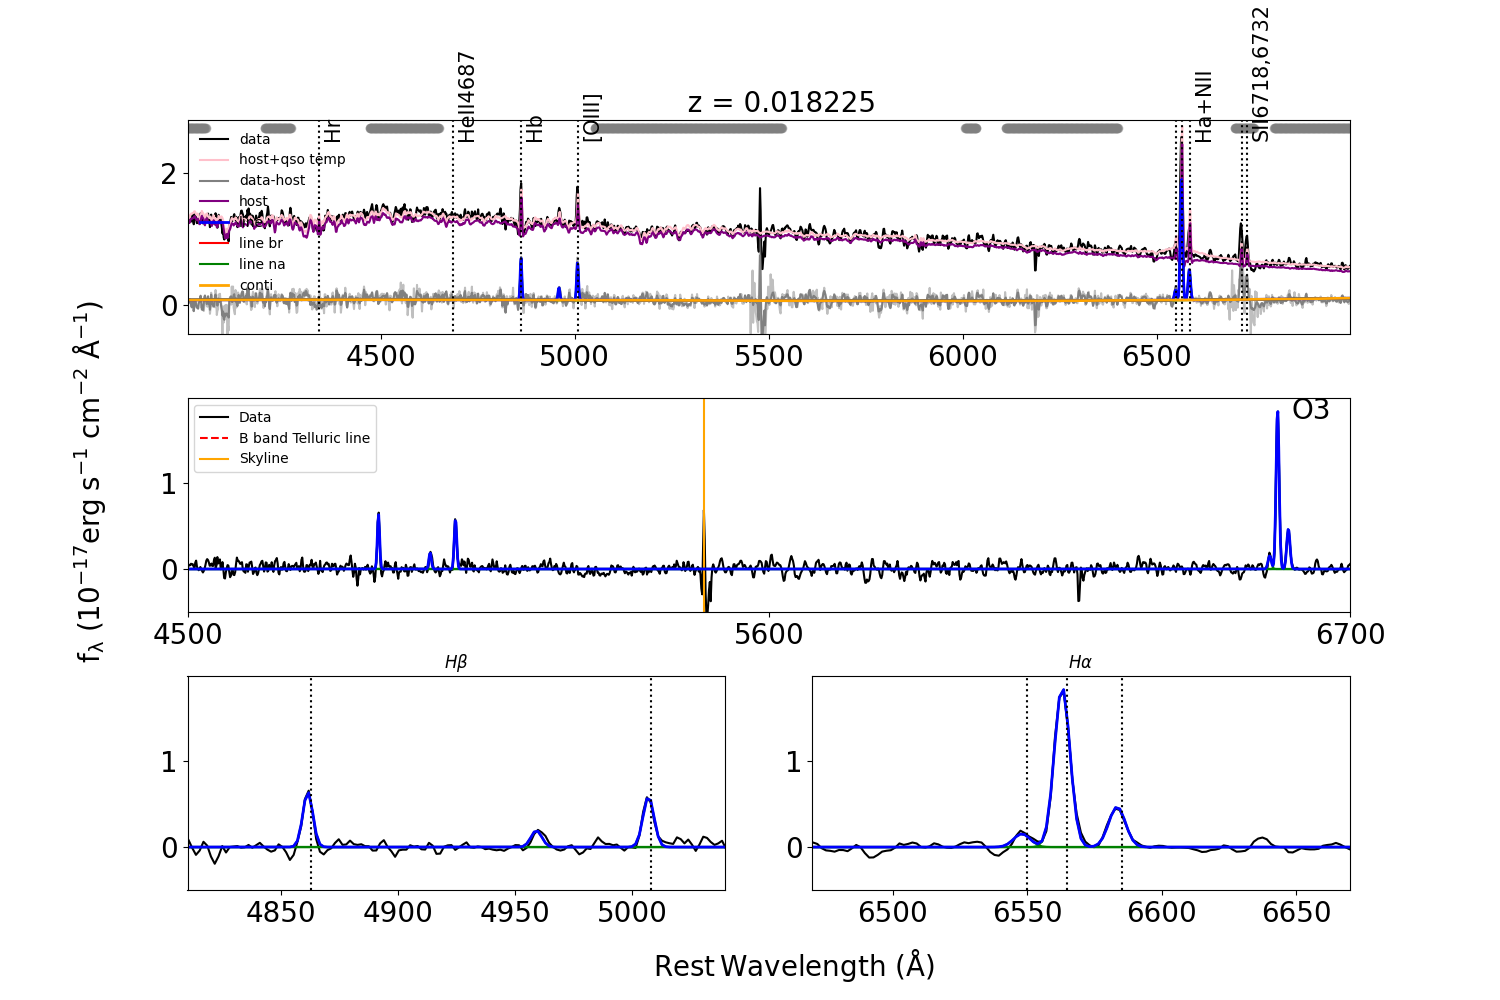 z = 0.018225
Hr
HeII4687
Hb
[OIII]
Ha+NII
SII6718,6732
data
host+qso temp
data-host
host
line br
line na
conti
2
0
4500
5000
5500
6000
6500
Data
B band Telluric line
Skyline
O3
1
0
4500
5600
6700
fλ (10⁻¹⁷erg s⁻¹ cm⁻² Å⁻¹)
Hβ
1
0
4850
4900
4950
5000
Hα
1
0
6500
6550
6600
6650
Rest Wavelength (Å)